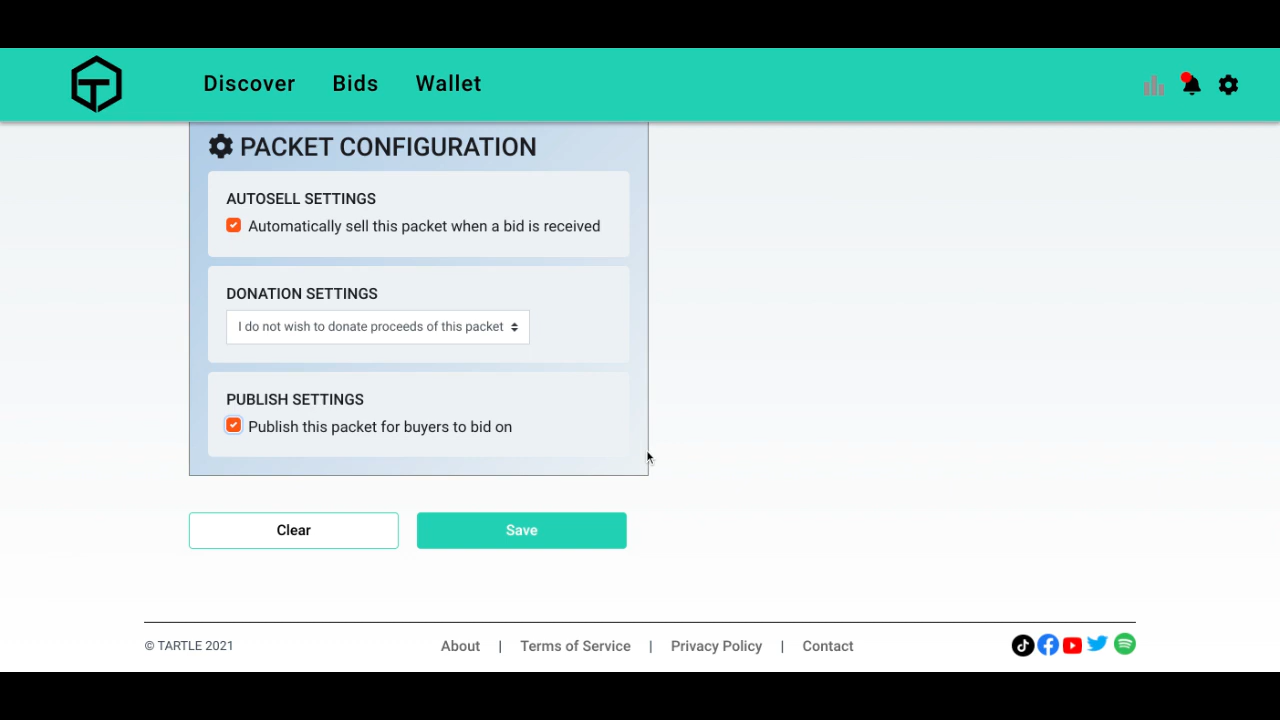 Discover Bids Wallet
PACKET CONFIGURATION
AUTOSELL SETTINGS
Automatically sell this packet when a bid is received
DONATION SETTINGS
I do not wish to donate proceeds of this packet
PUBLISH SETTINGS
Publish this packet for buyers to bid on
Clear Save
© TARTLE 2021 About | Terms of Service | Privacy Policy | Contact